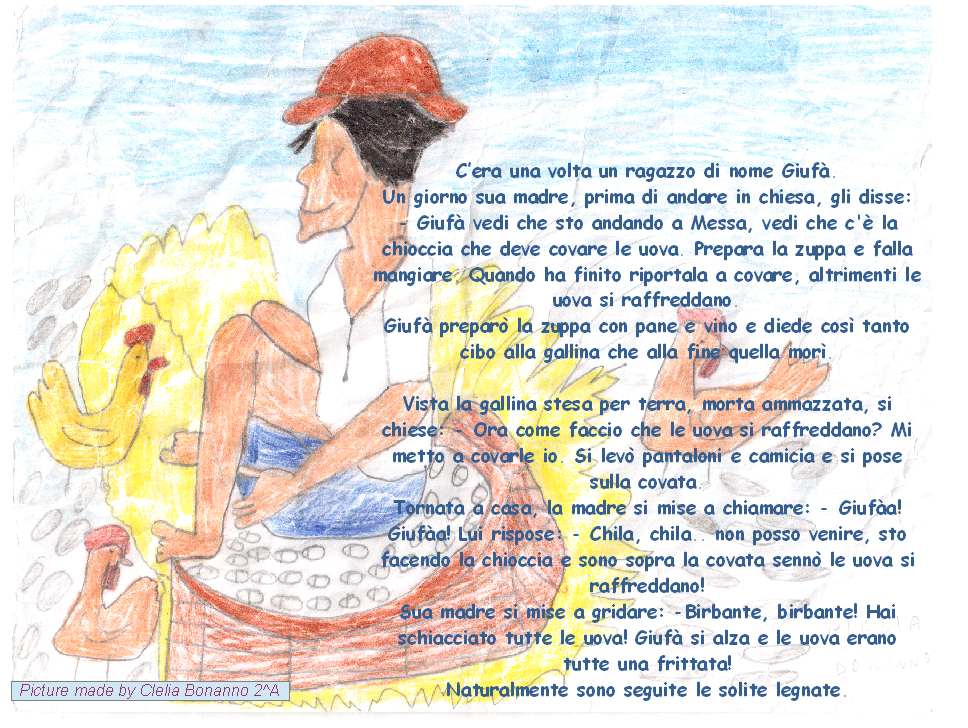 C'era una volta un ragazzo di nome Giufà.
Un giorno sua madre, prima di andare in chiesa, gli disse:
- Giufà vedi che sto andando a Messa, vedi che c'è la
chioccia che deve covare le uova. Prepara la zuppa e falla
mangiare. Quando ha finito riportala a covare, altrimenti le
uova si raffreddano.
Giufà preparò la zuppa con pane e vino e diede così tanto
cibo alla gallina che alla fine quella morì.
Vista la gallina stesa per terra, morta ammazzata, si
chiese: - Ora come faccio che le uova si raffreddano? Mi
metto a covarle io. Si levò pantaloni e camicia e si pose
sulla covata.
Tornata a casa, la madre si mise a chiamare: - Giufàa!
Giufàa! Lui rispose: - Chila, chila.. non posso venire, sto
facendo la chioccia e sono sopra la covata sennò le uova si
raffreddano!
Sua madre si mise a gridare: -Birbante, birbante! Hai
schiacciato tutte le uova! Giufà si alza e le uova erano
tutte una frittata!
Naturalmente sono seguite le solite legnate.
BONANNO
Picture made by Clelia Bonanno 2^A